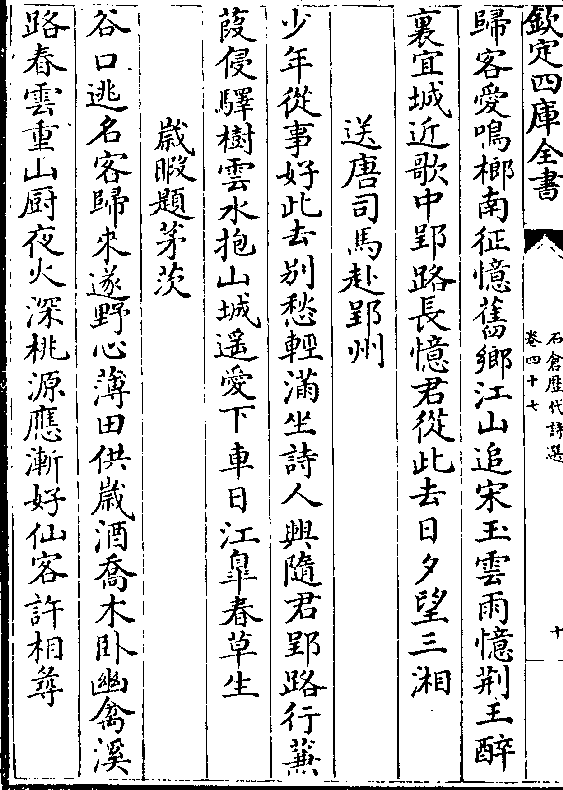 欽定四庫全書
石倉歷代詩選
卷四十七
十
歸客愛鳴榔南征憶舊鄉江山追宋玉雲雨憶荆王醉
裏宜城近歌中郢路長憶君從此去日夕望三湘
送唐司馬赴郢州
少年從事好此去别愁輕滿坐詩人興隨君郢路行蒹
葭侵驛樹雲水抱山城遥愛下車日江臯春草生
歲暇題茅茨
谷口逃名客歸來遂野心薄田供歲酒喬木卧幽禽溪
路春雲重山厨夜火深桃源應漸好仙客許相尋